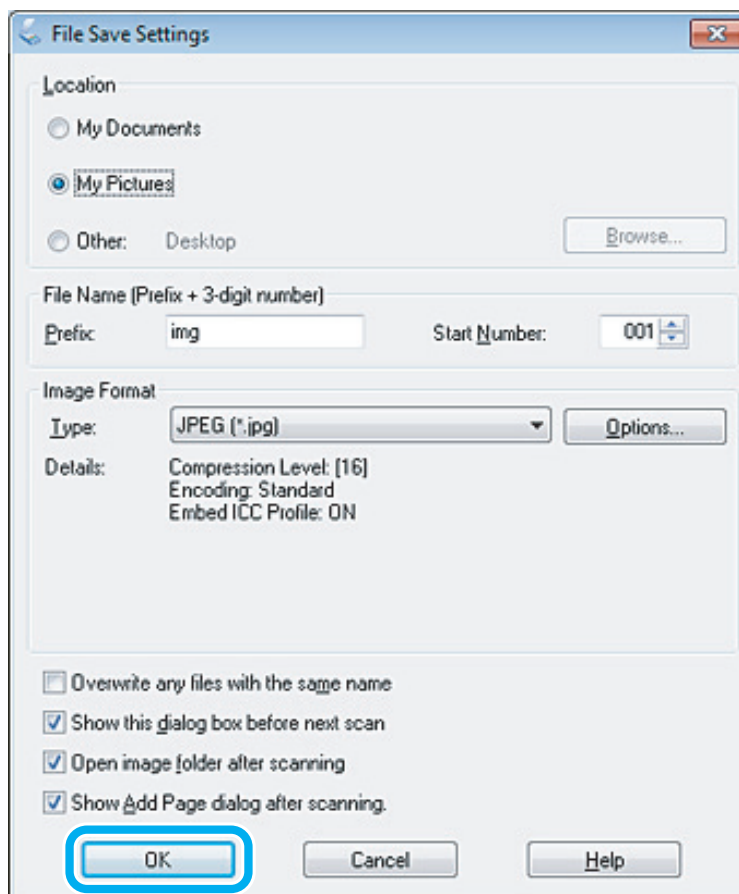 File Save Settings
Location
My Documents
My Pictures
Other: Desktop Browse...
File Name (Prefix + 3-digit number)
Prefix: img Start Number: 001
Image Format
Type: JPEG (*.jpg) Options...
Details: Compression Level: [16]
Encoding: Standard
Embed ICC Profile: ON
Overwrite any files with the same name
Show this dialog box before next scan
Open image folder after scanning
Show Add Page dialog after scanning.
OK Cancel Help